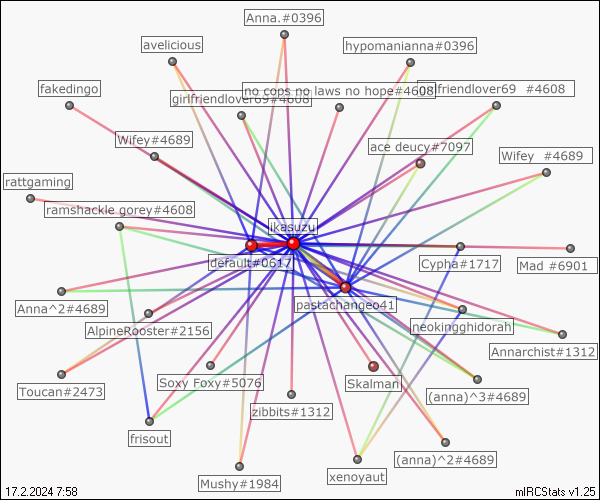 Anna.#0396
avelicious
hypomanianna#0396
fakedingo
girlfriendlover69#4608
no cops no laws no hope#4608
girlfriendlover69 #4608
Wifey#4689
ace deucy#7097
Wifey #4689
rattgaming
ramshackle gorey#4608
ikasuzu
default#0617
Cypha#1717
Mad #6901
pastachangeo41
Anna^2#4689
AlpineRooster#2156
neokingghidorah
Annarchist#1312
Toucan#2473
Soxy Foxy#5076
Skalman
(anna)^3#4689
zibbits#1312
frisout
(anna)^2#4689
xenoyaut
Mushy#1984
17.2.2024 7:58
mIRCStats v1.25